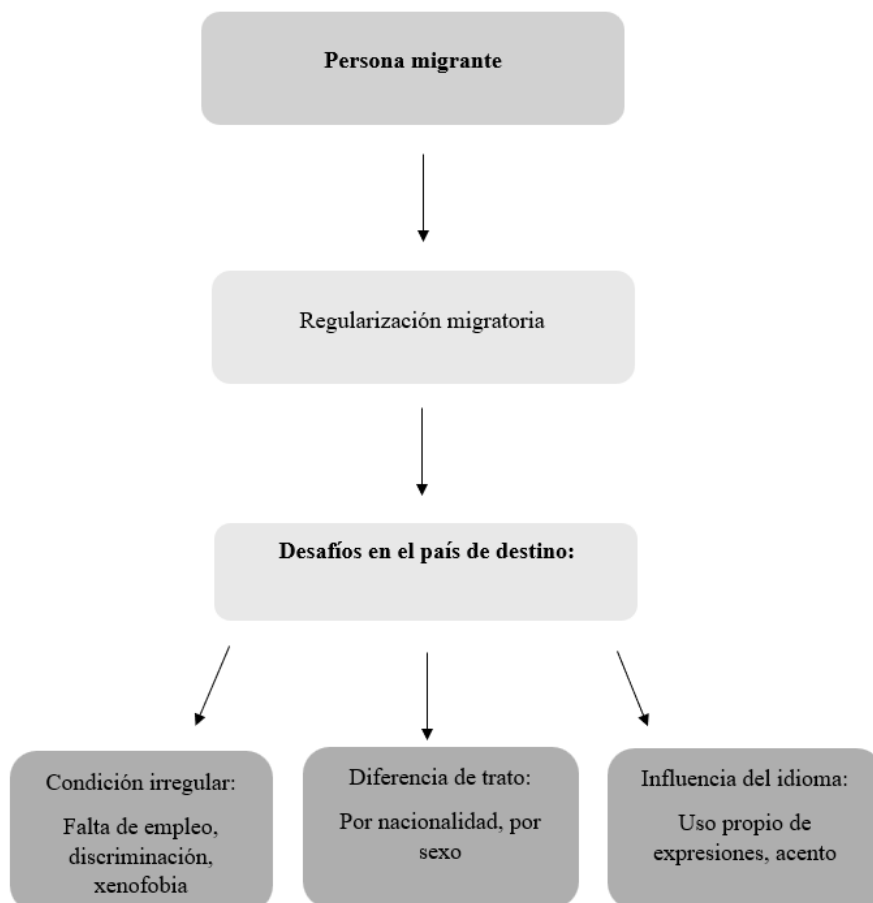 Persona migrante
Regularización migratoria
Desafíos en el país de destino:
Condición irregular:
Falta de empleo,
discriminación,
xenofobia
Diferencia de trato:
Por nacionalidad, por
sexo
Influencia del idioma:
Uso propio de
expresiones, acento